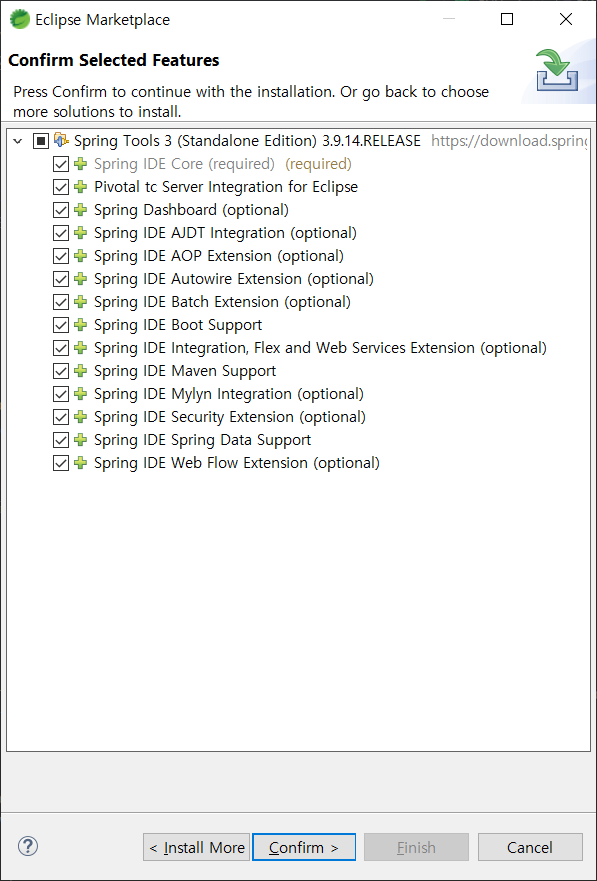 Eclipse Marketplace
Confirm Selected Features
Press Confirm to continue with the installation. Or go back to choose
more solutions to install.
Spring Tools 3 (Standalone Edition) 3.9.14.RELEASE https://download.spring
Spring IDE Core (required) (required)
Pivotal tc Server Integration for Eclipse
Spring Dashboard (optional)
Spring IDE AJDT Integration (optional)
Spring IDE AOP Extension (optional)
Spring IDE Autowire Extension (optional)
Spring IDE Batch Extension (optional)
Spring IDE Boot Support
Spring IDE Integration, Flex and Web Services Extension (optional)
Spring IDE Maven Support
Spring IDE Mylyn Integration (optional)
Spring IDE Security Extension (optional)
Spring IDE Spring Data Support
Spring IDE Web Flow Extension (optional)
? < Install More Confirm > Finish Cancel